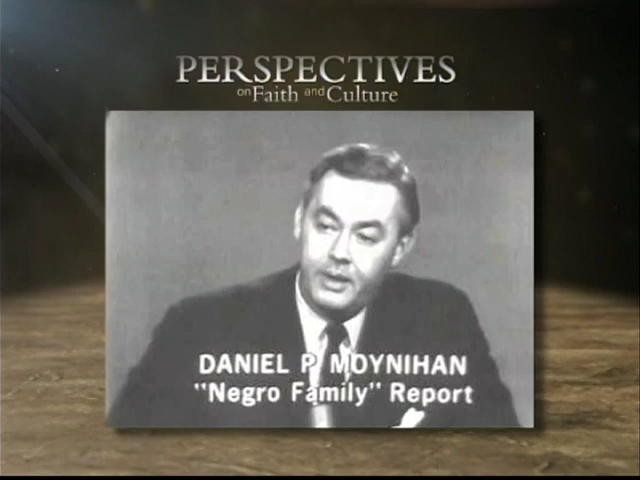 PERSPECTIVES
on Faith and Culture
DANIEL P MOYNIHAN
"Negro Family" Report